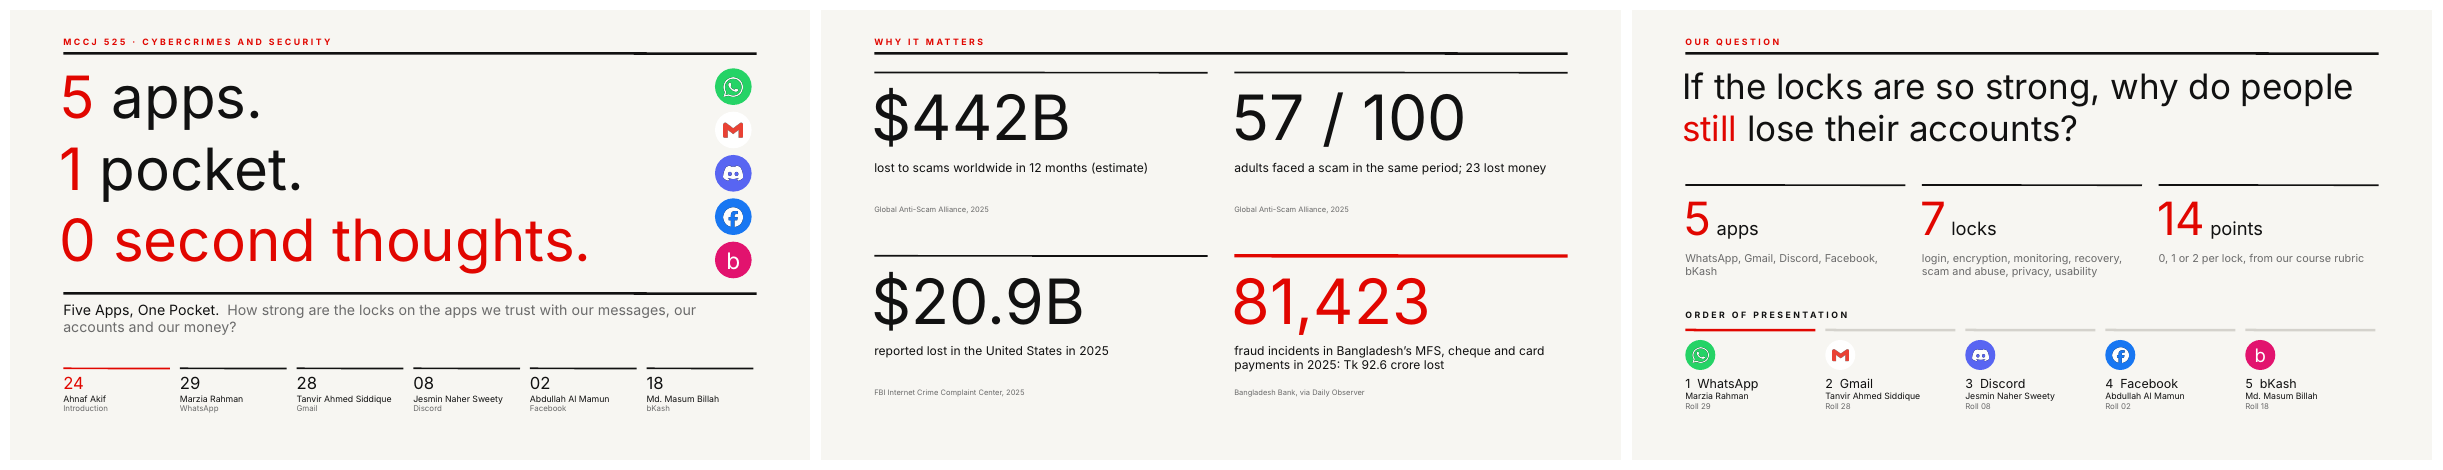 MCCJ 525 · CYBERCRIMES AND SECURITY
5 apps.
1 pocket.
0 second thoughts.
b
Five Apps, One Pocket. How strong are the locks on the apps we trust with our messages, our
accounts and our money?
24
Ahnaf Akif
Introduction
29
Marzia Rahman
WhatsApp
28
Tanvir Ahmed Siddique
Gmail
08
Jesmin Naher Sweety
Discord
02
Abdullah Al Mamun
Facebook
18
Md. Masum Billah
bKash
WHY IT MATTERS
$442B
lost to scams worldwide in 12 months (estimate)
Global Anti-Scam Alliance, 2025
57 / 100
adults faced a scam in the same period; 23 lost money
Global Anti-Scam Alliance, 2025
$20.9B
reported lost in the United States in 2025
FBI Internet Crime Complaint Center, 2025
81,423
fraud incidents in Bangladesh's MFS, cheque and card
payments in 2025: Tk 92.6 crore lost
Bangladesh Bank, via Daily Observer
OUR QUESTION
If the locks are so strong, why do people
still lose their accounts?
5 apps
WhatsApp, Gmail, Discord, Facebook,
bKash
7 locks
login, encryption, monitoring, recovery,
scam and abuse, privacy, usability
14 points
0, 1 or 2 per lock, from our course rubric
ORDER OF PRESENTATION
1 WhatsApp
Marzia Rahman
Roll 29
2 Gmail
Tanvir Ahmed Siddique
Roll 28
3 Discord
Jesmin Naher Sweety
Roll 08
4 Facebook
Abdullah Al Mamun
Roll 02
b
5 bKash
Md. Masum Billah
Roll 18